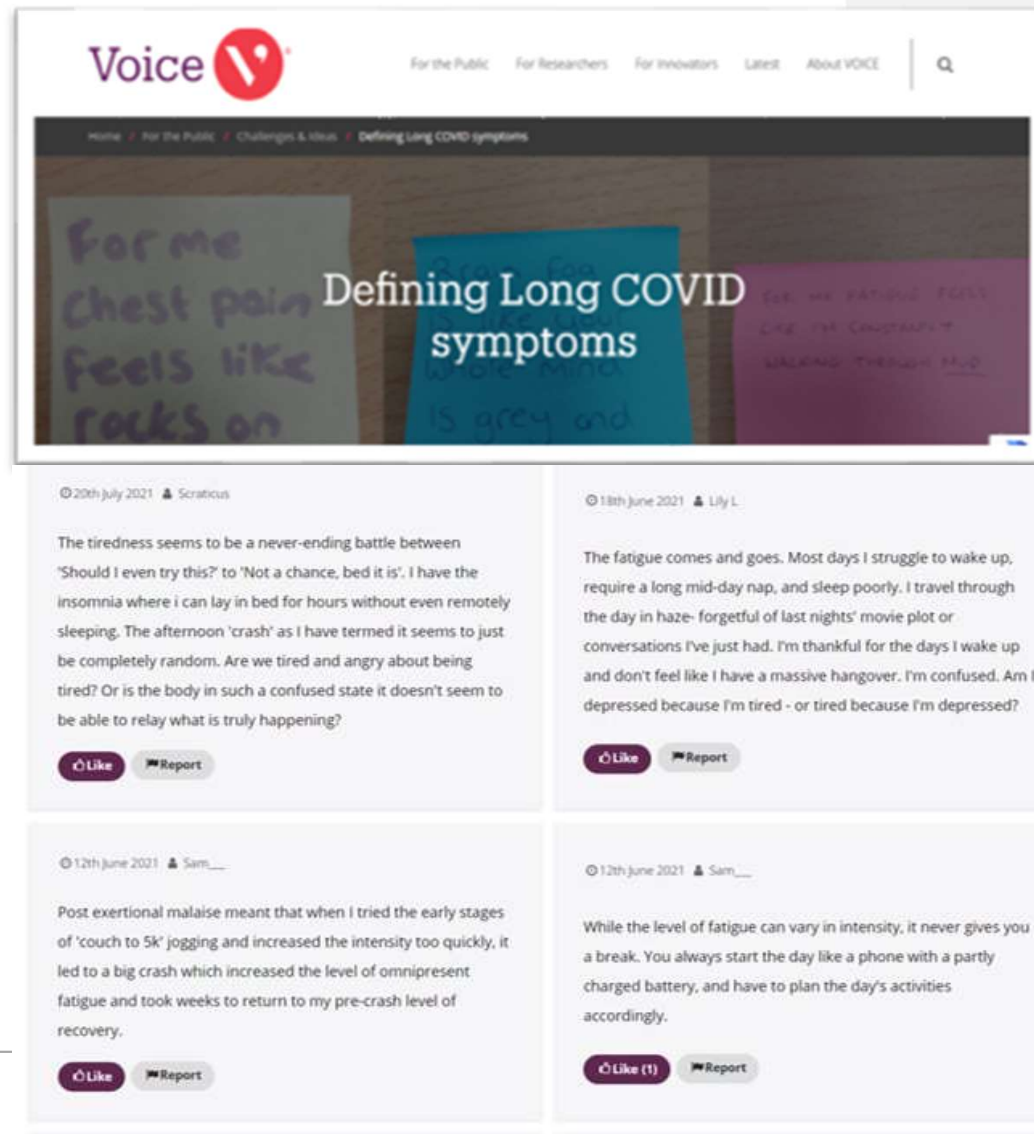 Voice V
For the Public For Researchers For Innovators Latest About VOICE
Home / For the Public / Challenges & Ideas / Defining Long COVID symptoms
For me
chest pain
feels like
rocks on
Brain fog
is like your
whole mind
is grey and
FOR ME FATIGUE FEELS
LIKE I'M CONSTANTLY
WALKING THROUGH MUD
Defining Long COVID
symptoms
20th July 2021 Scraticus
The tiredness seems to be a never-ending battle between
'Should I even try this?' to 'Not a chance, bed it is'. I have the
insomnia where i can lay in bed for hours without even remotely
sleeping. The afternoon 'crash' as I have termed it seems to just
be completely random. Are we tired and angry about being
tired? Or is the body in such a confused state it doesn't seem to
be able to relay what is truly happening?
Like Report
18th June 2021 Lily L
The fatigue comes and goes. Most days I struggle to wake up,
require a long mid-day nap, and sleep poorly. I travel through
the day in haze- forgetful of last nights' movie plot or
conversations I've just had. I'm thankful for the days I wake up
and don't feel like I have a massive hangover. I'm confused. Am I
depressed because I'm tired - or tired because I'm depressed?
Like Report
12th June 2021 Sam__
Post exertional malaise meant that when I tried the early stages
of 'couch to 5k' jogging and increased the intensity too quickly, it
led to a big crash which increased the level of omnipresent
fatigue and took weeks to return to my pre-crash level of
recovery.
Like Report
12th June 2021 Sam__
While the level of fatigue can vary in intensity, it never gives you
a break. You always start the day like a phone with a partly
charged battery, and have to plan the day's activities
accordingly.
Like (1) Report